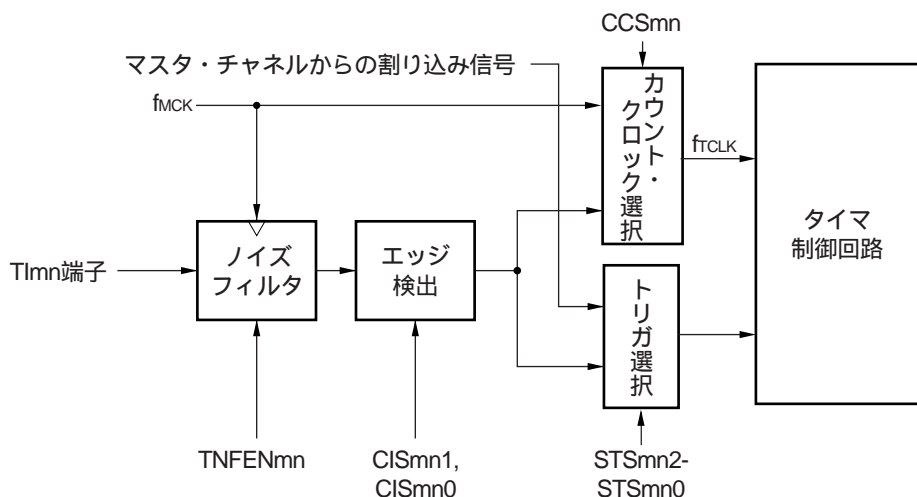 CCSmn
マスタ・チャネルからの割り込み信号
fMCK
カウント・
クロック
選択
fTCLK
タイマ
制御回路
TImn端子
ノイズ
フィルタ
エッジ
検出
トリガ選択
TNFENmn
CISmn1,
CISmn0
STSmn2-
STSmn0